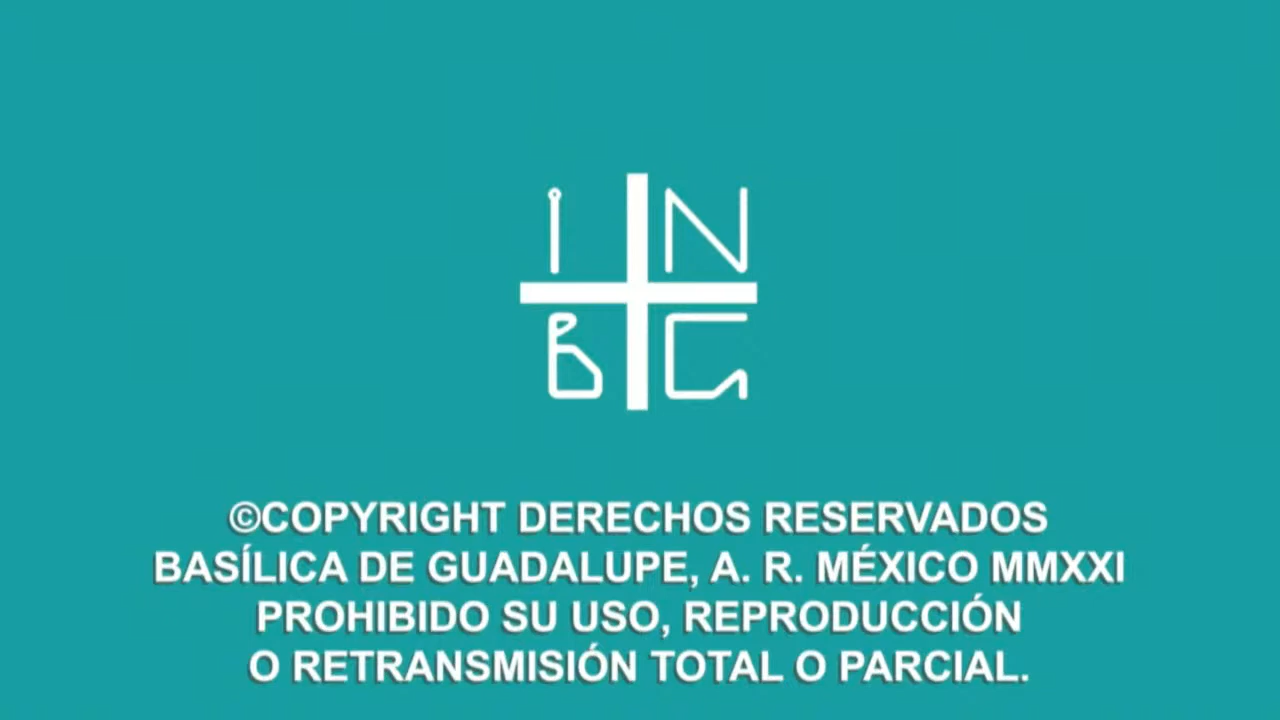 I N
B G
©COPYRIGHT DERECHOS RESERVADOS
BASÍLICA DE GUADALUPE, A. R. MÉXICO MMXXI
PROHIBIDO SU USO, REPRODUCCIÓN
O RETRANSMISIÓN TOTAL O PARCIAL.